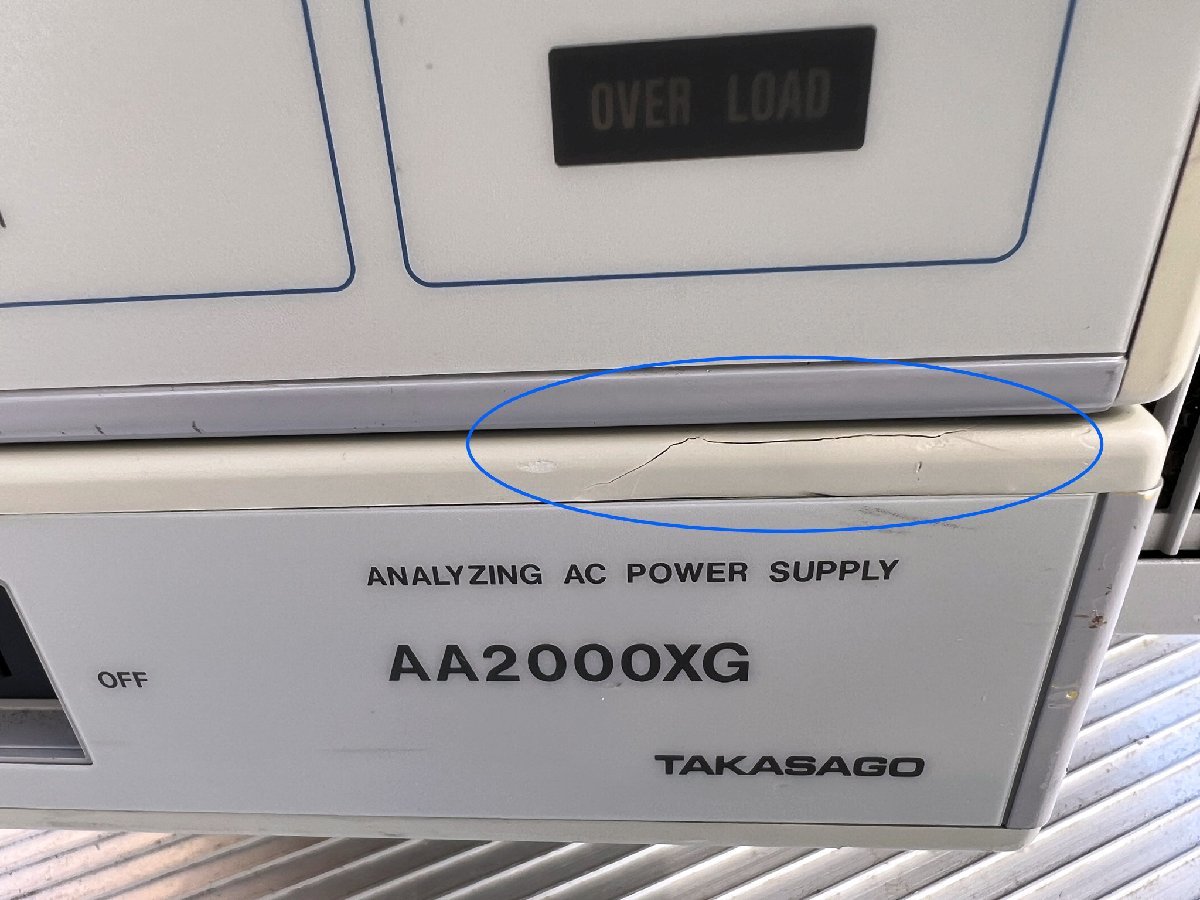 OVER LOAD
ANALYZING AC POWER SUPPLY
AA2000XG
OFF
TAKASAGO